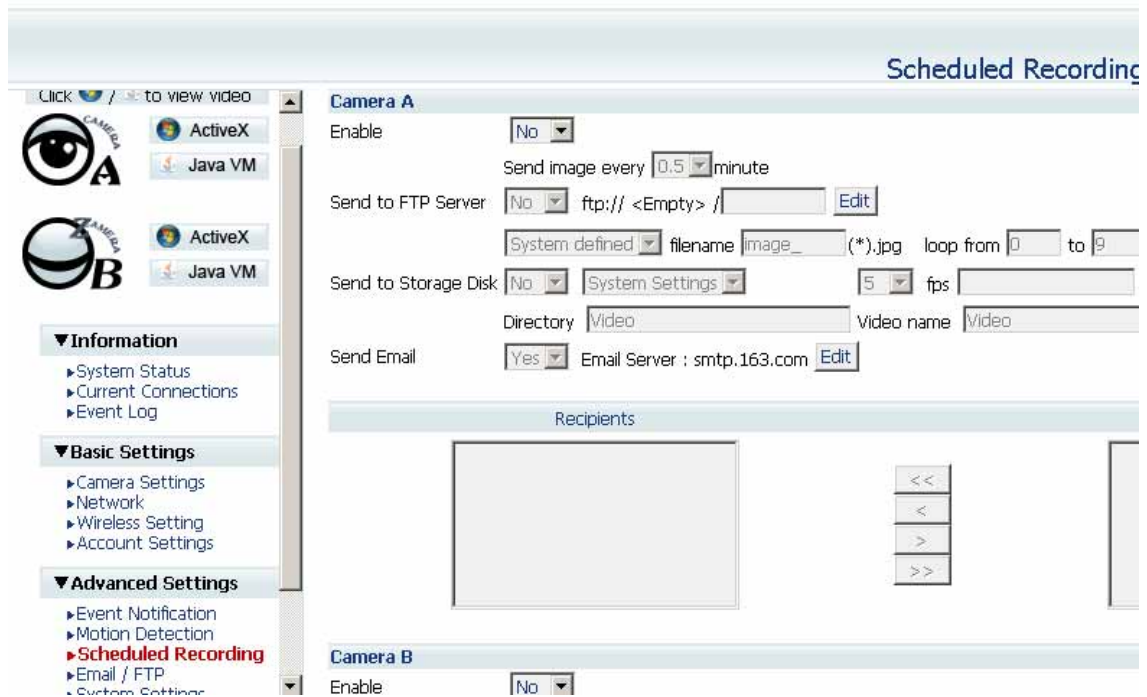 Scheduled Recording
Click / to view video
CAMERA A
ActiveX
Java VM
ZAMERA B
ActiveX
Java VM
▼Information
▸System Status
▸Current Connections
▸Event Log
▼Basic Settings
▸Camera Settings
▸Network
▸Wireless Setting
▸Account Settings
▼Advanced Settings
▸Event Notification
▸Motion Detection
▸Scheduled Recording
▸Email / FTP
▸System Settings
Camera A
Enable No
Send image every 0.5 minute
Send to FTP Server No ftp:// <Empty> / Edit
System defined filename image_ (*).jpg loop from 0 to 9
Send to Storage Disk No System Settings 5 fps
Directory Video Video name Video
Send Email Yes Email Server : smtp.163.com Edit
Recipients
<<
<
>
>>
Camera B
Enable No